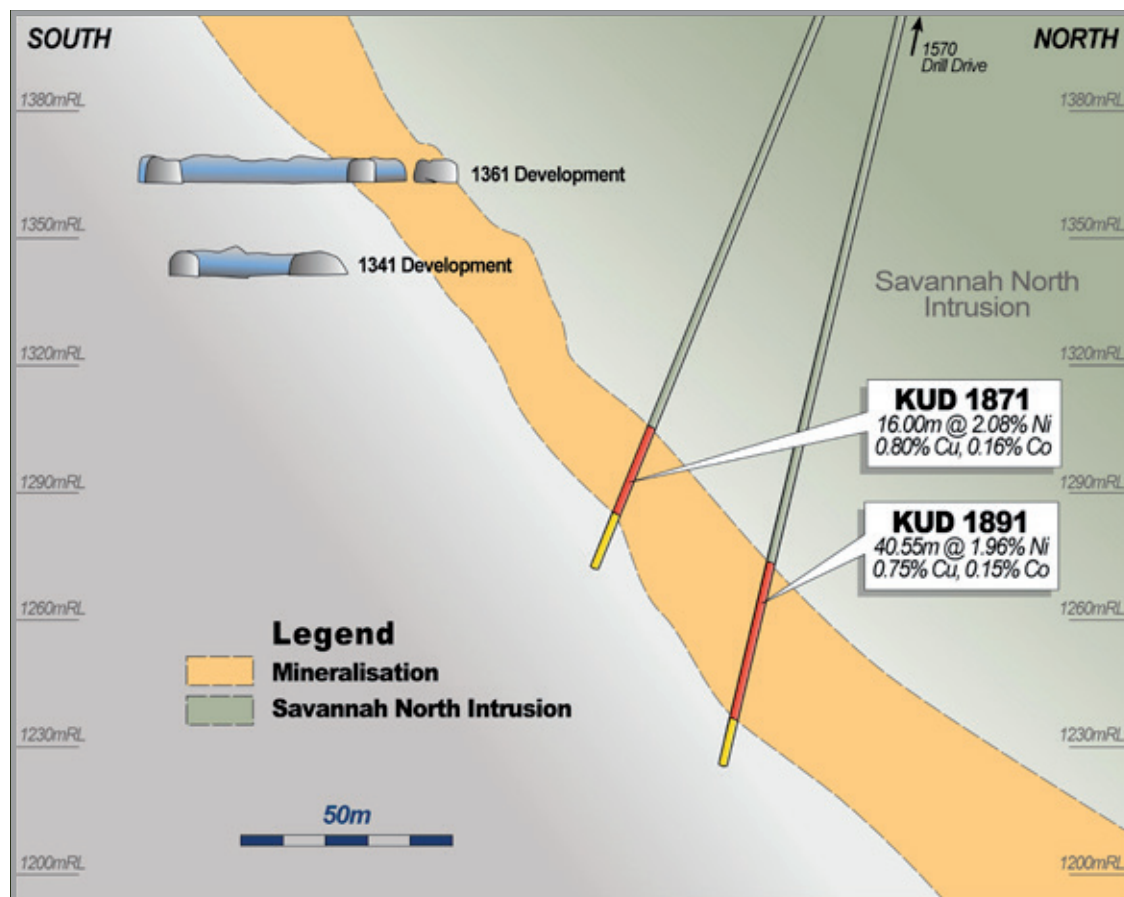 SOUTH
NORTH
1570
Drill Drive
1380mRL
1380mRL
1361 Development
1350mRL
1350mRL
1341 Development
Savannah North
Intrusion
1320mRL
1320mRL
KUD 1871
16.00m @ 2.08% Ni
0.80% Cu, 0.16% Co
1290mRL
1290mRL
KUD 1891
40.55m @ 1.96% Ni
0.75% Cu, 0.15% Co
1260mRL
1260mRL
Legend
Mineralisation
Savannah North Intrusion
1230mRL
1230mRL
50m
1200mRL
1200mRL